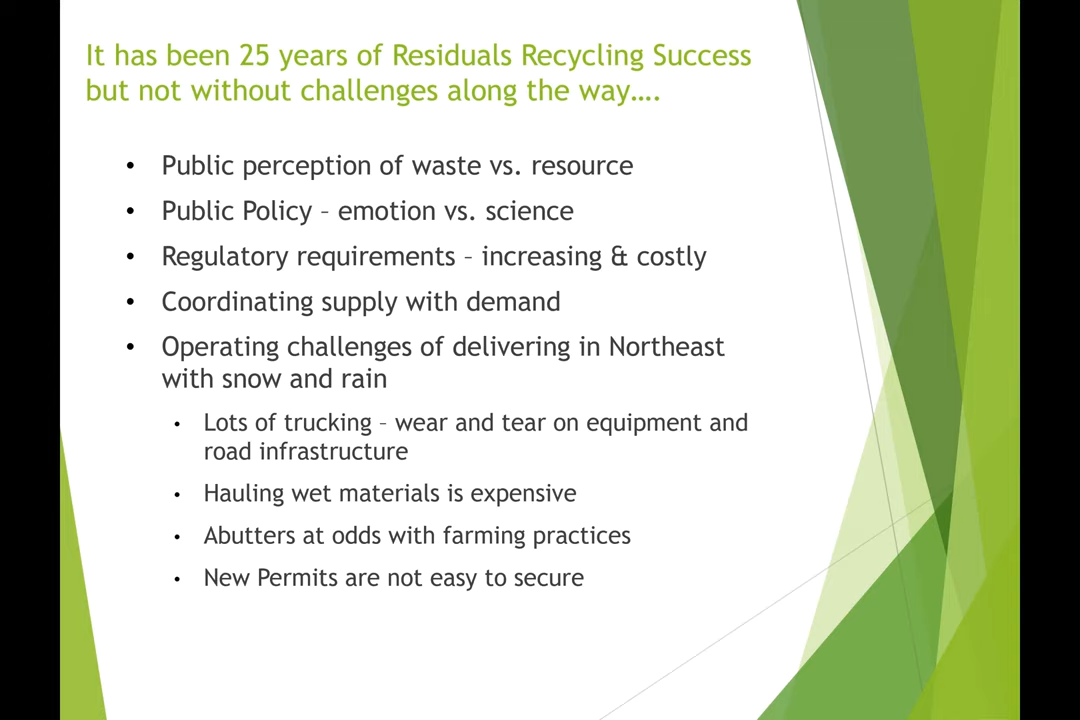 It has been 25 years of Residuals Recycling Success
but not without challenges along the way….
• Public perception of waste vs. resource
• Public Policy – emotion vs. science
• Regulatory requirements – increasing & costly
• Coordinating supply with demand
• Operating challenges of delivering in Northeast
with snow and rain
• Lots of trucking – wear and tear on equipment and
road infrastructure
• Hauling wet materials is expensive
• Abutters at odds with farming practices
• New Permits are not easy to secure